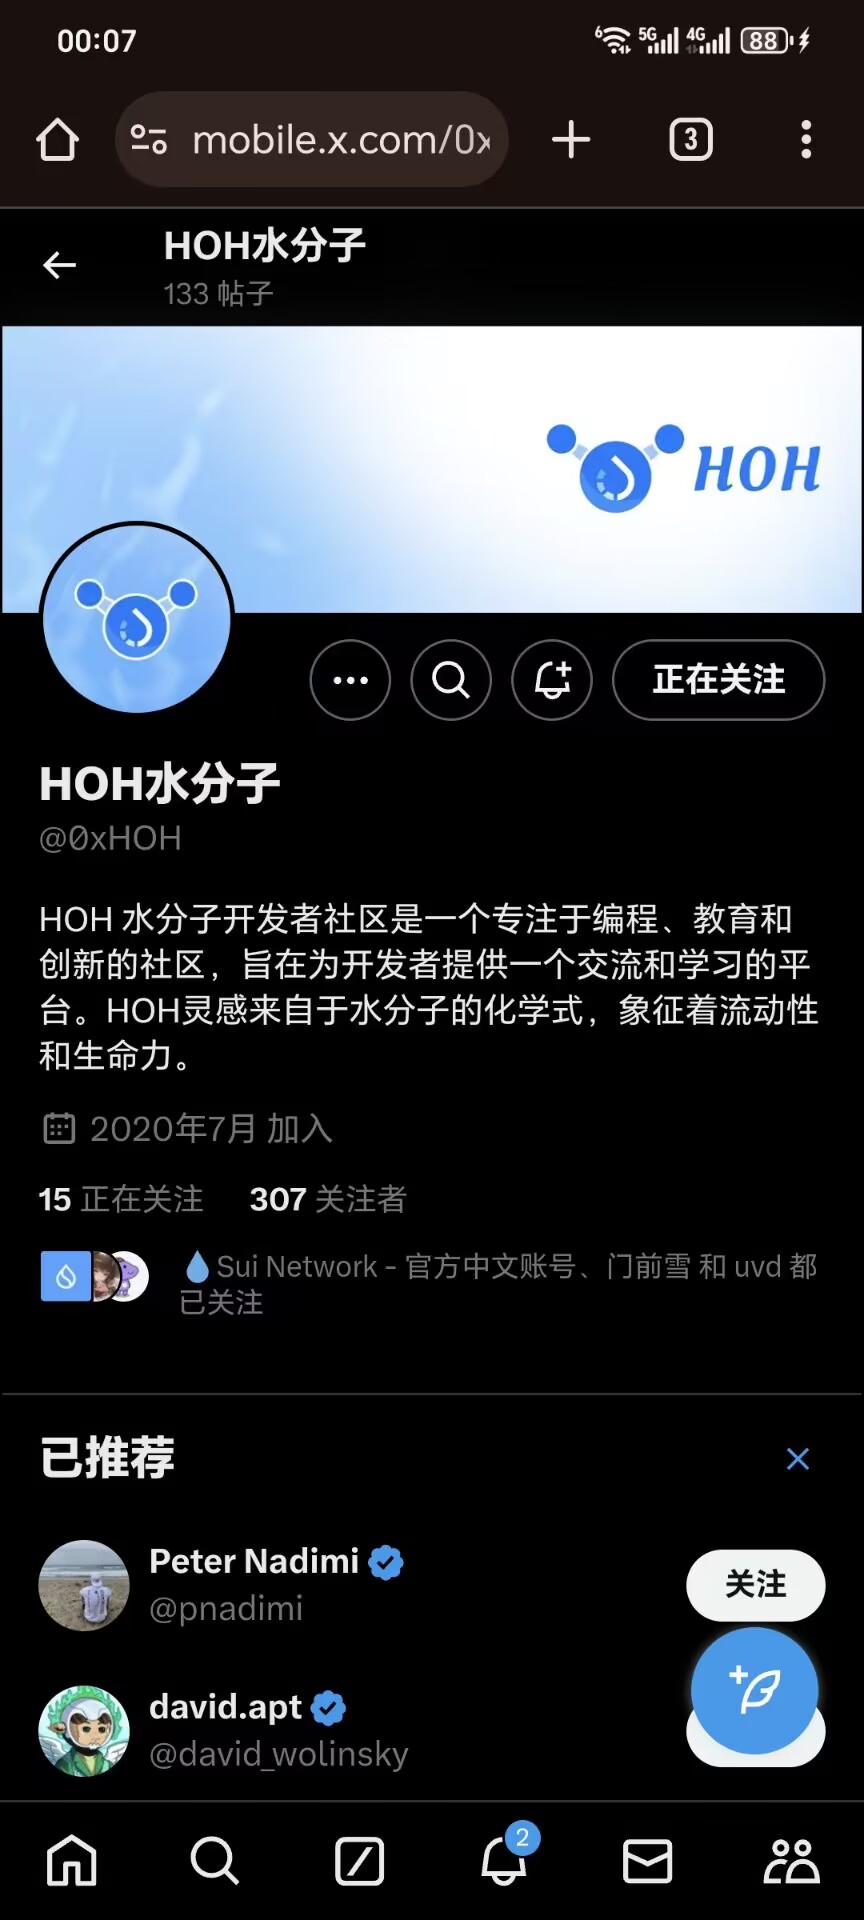 00:07
6 5G 4G 88
mobile.x.com/0x
3
HOH水分子
133 帖子
HOH
正在关注
HOH水分子
@0xHOH
HOH 水分子开发者社区是一个专注于编程、教育和
创新的社区，旨在为开发者提供一个交流和学习的平
台。HOH灵感来自于水分子的化学式，象征着流动性
和生命力。
2020年7月 加入
15 正在关注 307 关注者
💧Sui Network - 官方中文账号、门前雪 和 uvd 都
已关注
已推荐
Peter Nadimi
@pnadimi
关注
david.apt
@david_wolinsky
2